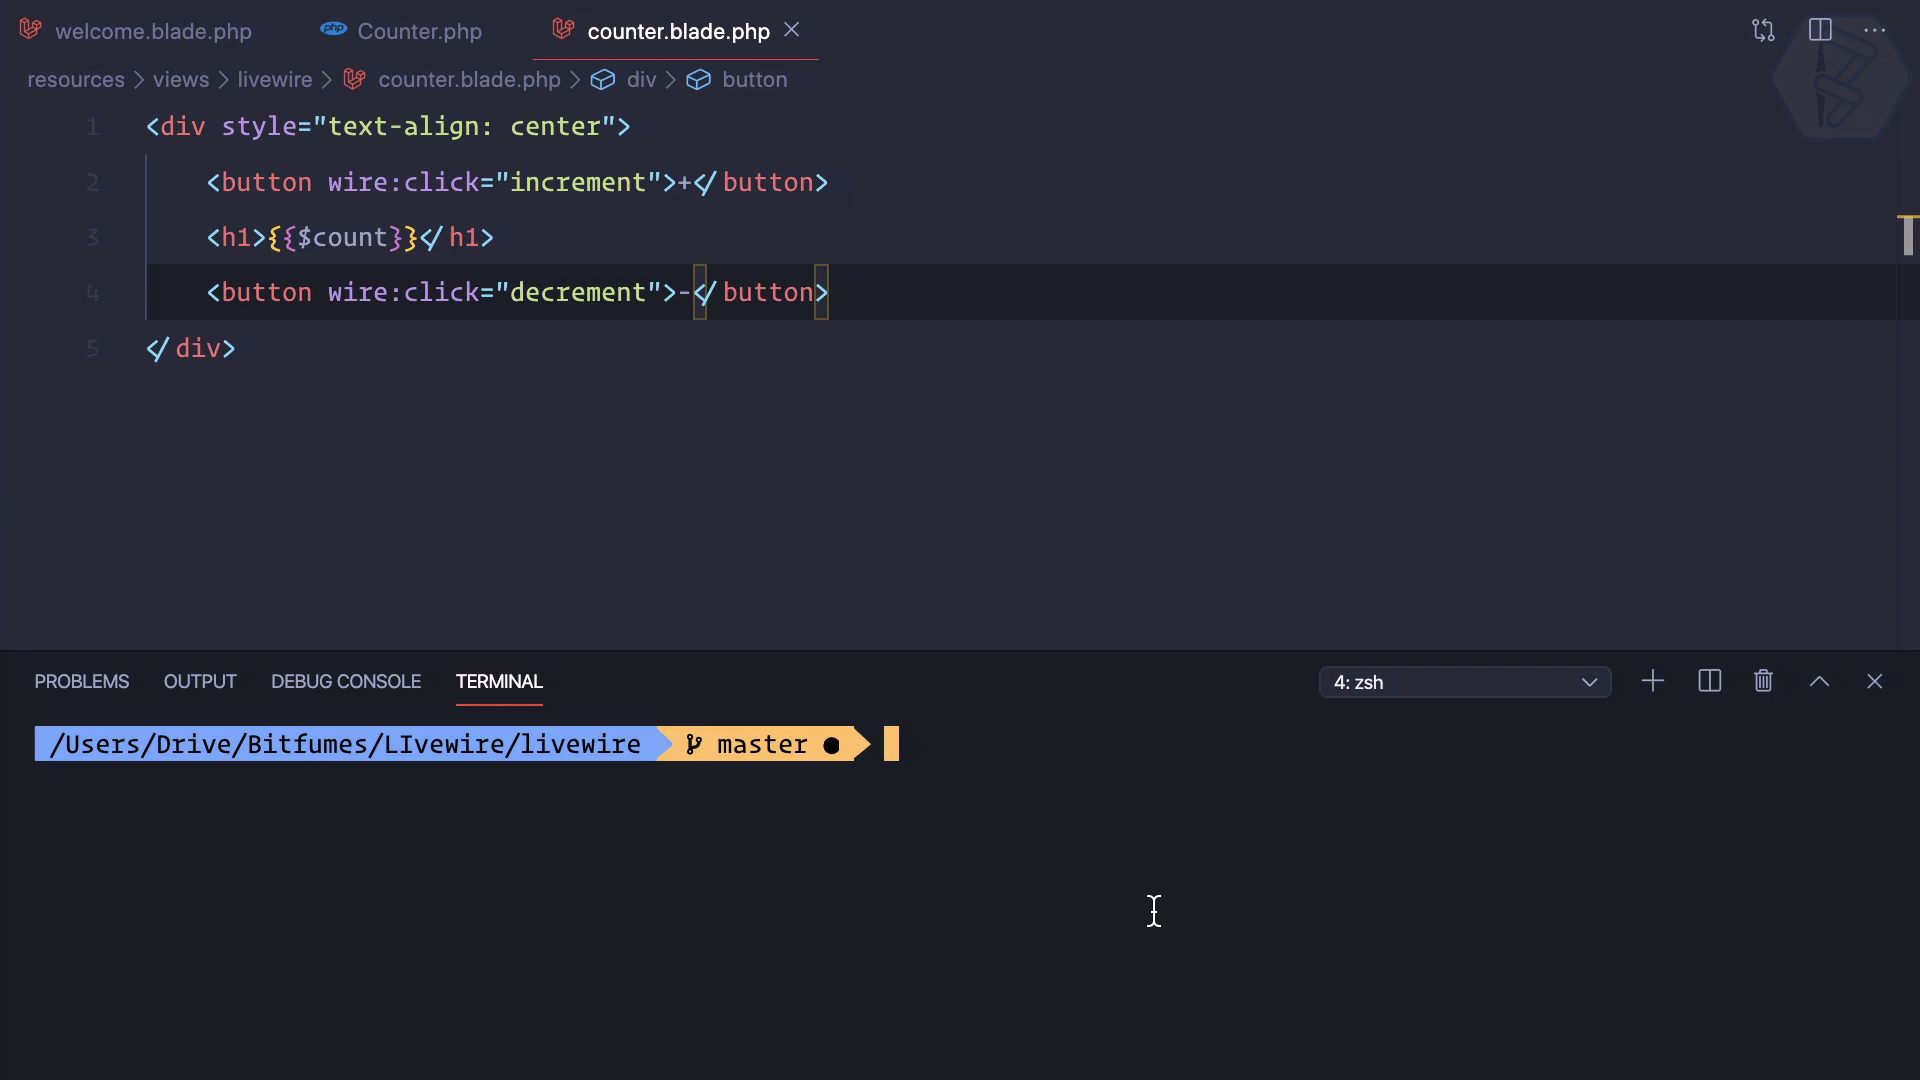 welcome.blade.php Counter.php counter.blade.php
resources > views > livewire > counter.blade.php > div > button
1 <div style="text-align: center">
2 <button wire:click="increment">+</button>
3 <h1>{{$count}}</h1>
4 <button wire:click="decrement">-</button>
5 </div>
PROBLEMS OUTPUT DEBUG CONSOLE TERMINAL 4: zsh
/Users/Drive/Bitfumes/LIvewire/livewire master ●